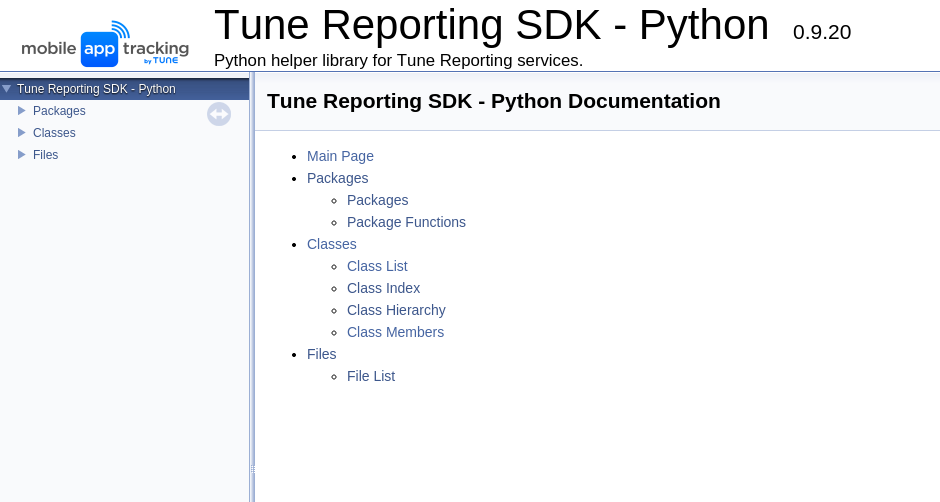 Tune Reporting SDK - Python 0.9.20
mobile app tracking
by TUNE
Python helper library for Tune Reporting services.
Tune Reporting SDK - Python
Packages
Classes
Files
Tune Reporting SDK - Python Documentation
Main Page
Packages
Packages
Package Functions
Classes
Class List
Class Index
Class Hierarchy
Class Members
Files
File List